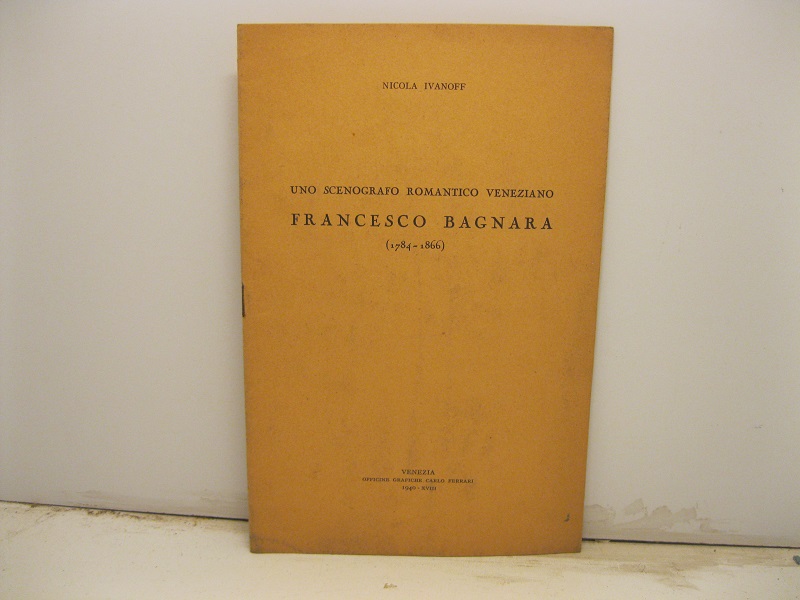 NICOLA IVANOFF
UNO SCENOGRAFO ROMANTICO VENEZIANO
FRANCESCO BAGNARA
(1784-1866)
VENEZIA
OFFICINE GRAFICHE CARLO FERRARI
1940 - XVIII